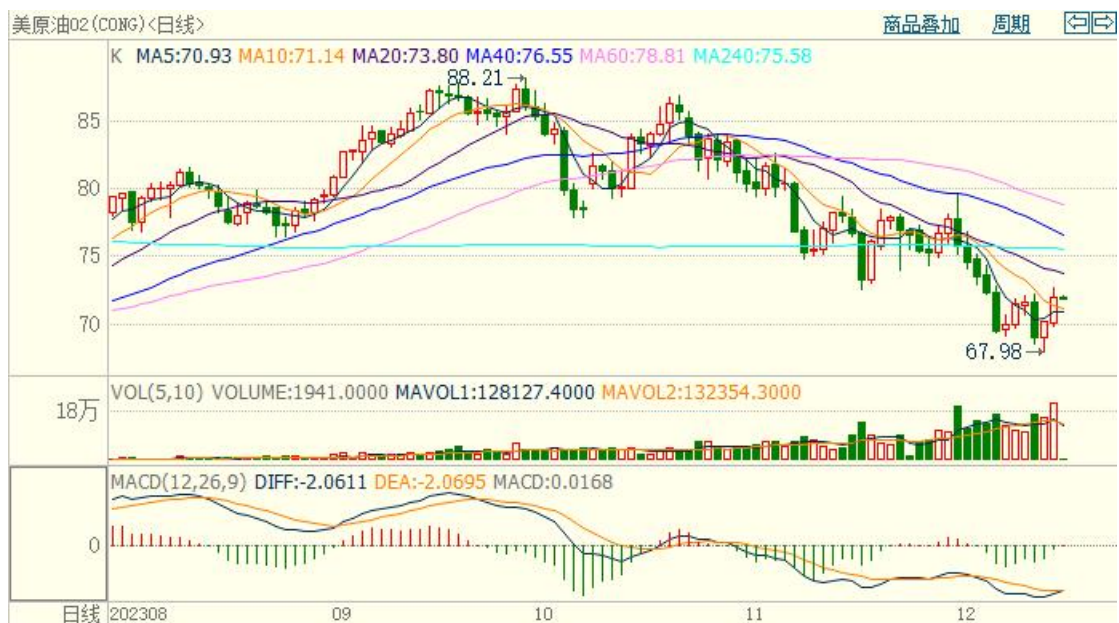 美原油02(CONG)<日线> 商品叠加 周期
K MA5:70.93 MA10:71.14 MA20:73.80 MA40:76.55 MA60:78.81 MA240:75.58
88.21→
85
80
75
70
67.98→
VOL(5,10) VOLUME:1941.0000 MAVOL1:128127.4000 MAVOL2:132354.3000
18万
MACD(12,26,9) DIFF:-2.0611 DEA:-2.0695 MACD:0.0168
0
日线 202308 09 10 11 12